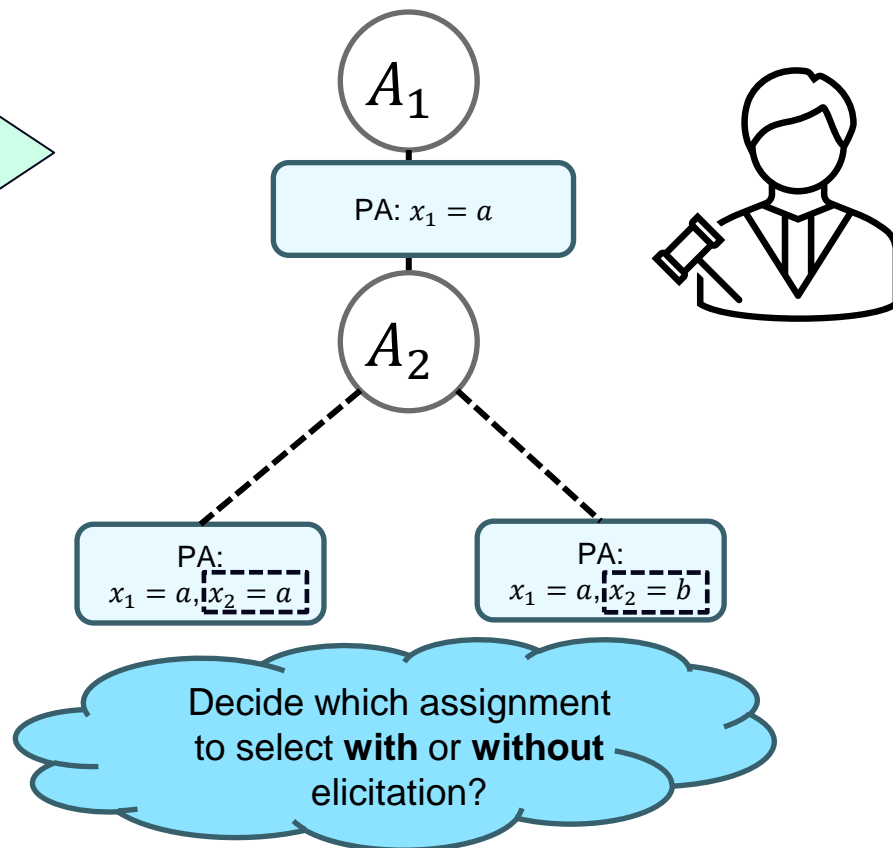 A₁
PA: x₁ = a
A₂
PA:
x₁ = a, x₂ = a
PA:
x₁ = a, x₂ = b
Decide which assignment
to select with or without
elicitation?